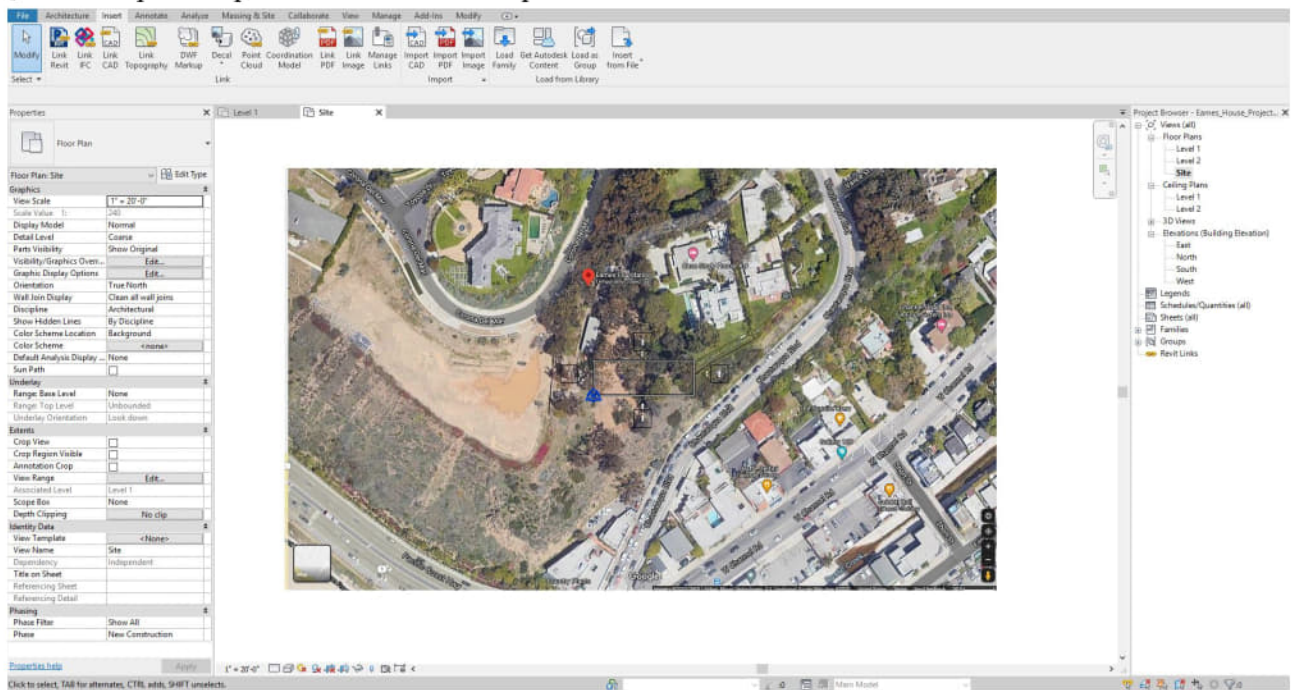 File Architecture Insert Annotate Analyze Massing & Site Collaborate View Manage Add-Ins Modify
Modify
Link Revit
Link IFC
Link CAD
Link Topography
DWF Markup
Decal
Point Cloud
Coordination Model
Link PDF
Link Image
Manage Links
Import CAD
Import PDF
Import Image
Load Family
Get Autodesk Content
Load as Group
Insert from File
Select
Link
Import
Load from Library
Properties
Level 1
Site
Project Browser - Eames_House_Project...
Floor Plan
Floor Plan: Site
Edit Type
Graphics
View Scale 1" = 20'-0"
Scale Value 1: 240
Display Model Normal
Detail Level Coarse
Parts Visibility Show Original
Visibility/Graphics Overr... Edit...
Graphic Display Options Edit...
Orientation True North
Wall Join Display Clean all wall joins
Discipline Architectural
Show Hidden Lines By Discipline
Color Scheme Location Background
Color Scheme <none>
Default Analysis Display ... None
Sun Path
Underlay
Range: Base Level None
Range: Top Level Unbounded
Underlay Orientation Look down
Extents
Crop View
Crop Region Visible
Annotation Crop
View Range Edit...
Associated Level Level 1
Scope Box None
Depth Clipping No clip
Identity Data
View Template <None>
View Name Site
Dependency Independent
Title on Sheet
Referencing Sheet
Referencing Detail
Phasing
Phase Filter Show All
Phase New Construction
Properties help
Apply
Google
W Channel Rd
W Channel Rd
Views (all)
Floor Plans
Level 1
Level 2
Site
Ceiling Plans
Level 1
Level 2
3D Views
Elevations (Building Elevation)
East
North
South
West
Legends
Schedules/Quantities (all)
Sheets (all)
Families
Groups
Revit Links
1" = 20'-0"
Click to select, TAB for alternates, CTRL adds, SHIFT unselects.
:0
Main Model